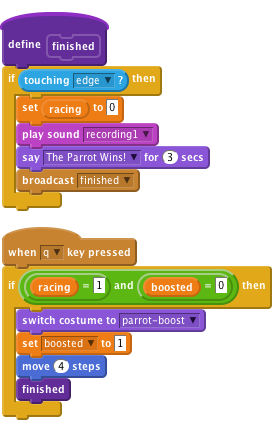 define finished
if touching edge ? then
set racing to 0
play sound recording1
say The Parrot Wins! for 3 secs
broadcast finished
when q key pressed
if racing = 1 and boosted = 0 then
switch costume to parrot-boost
set boosted to 1
move 4 steps
finished